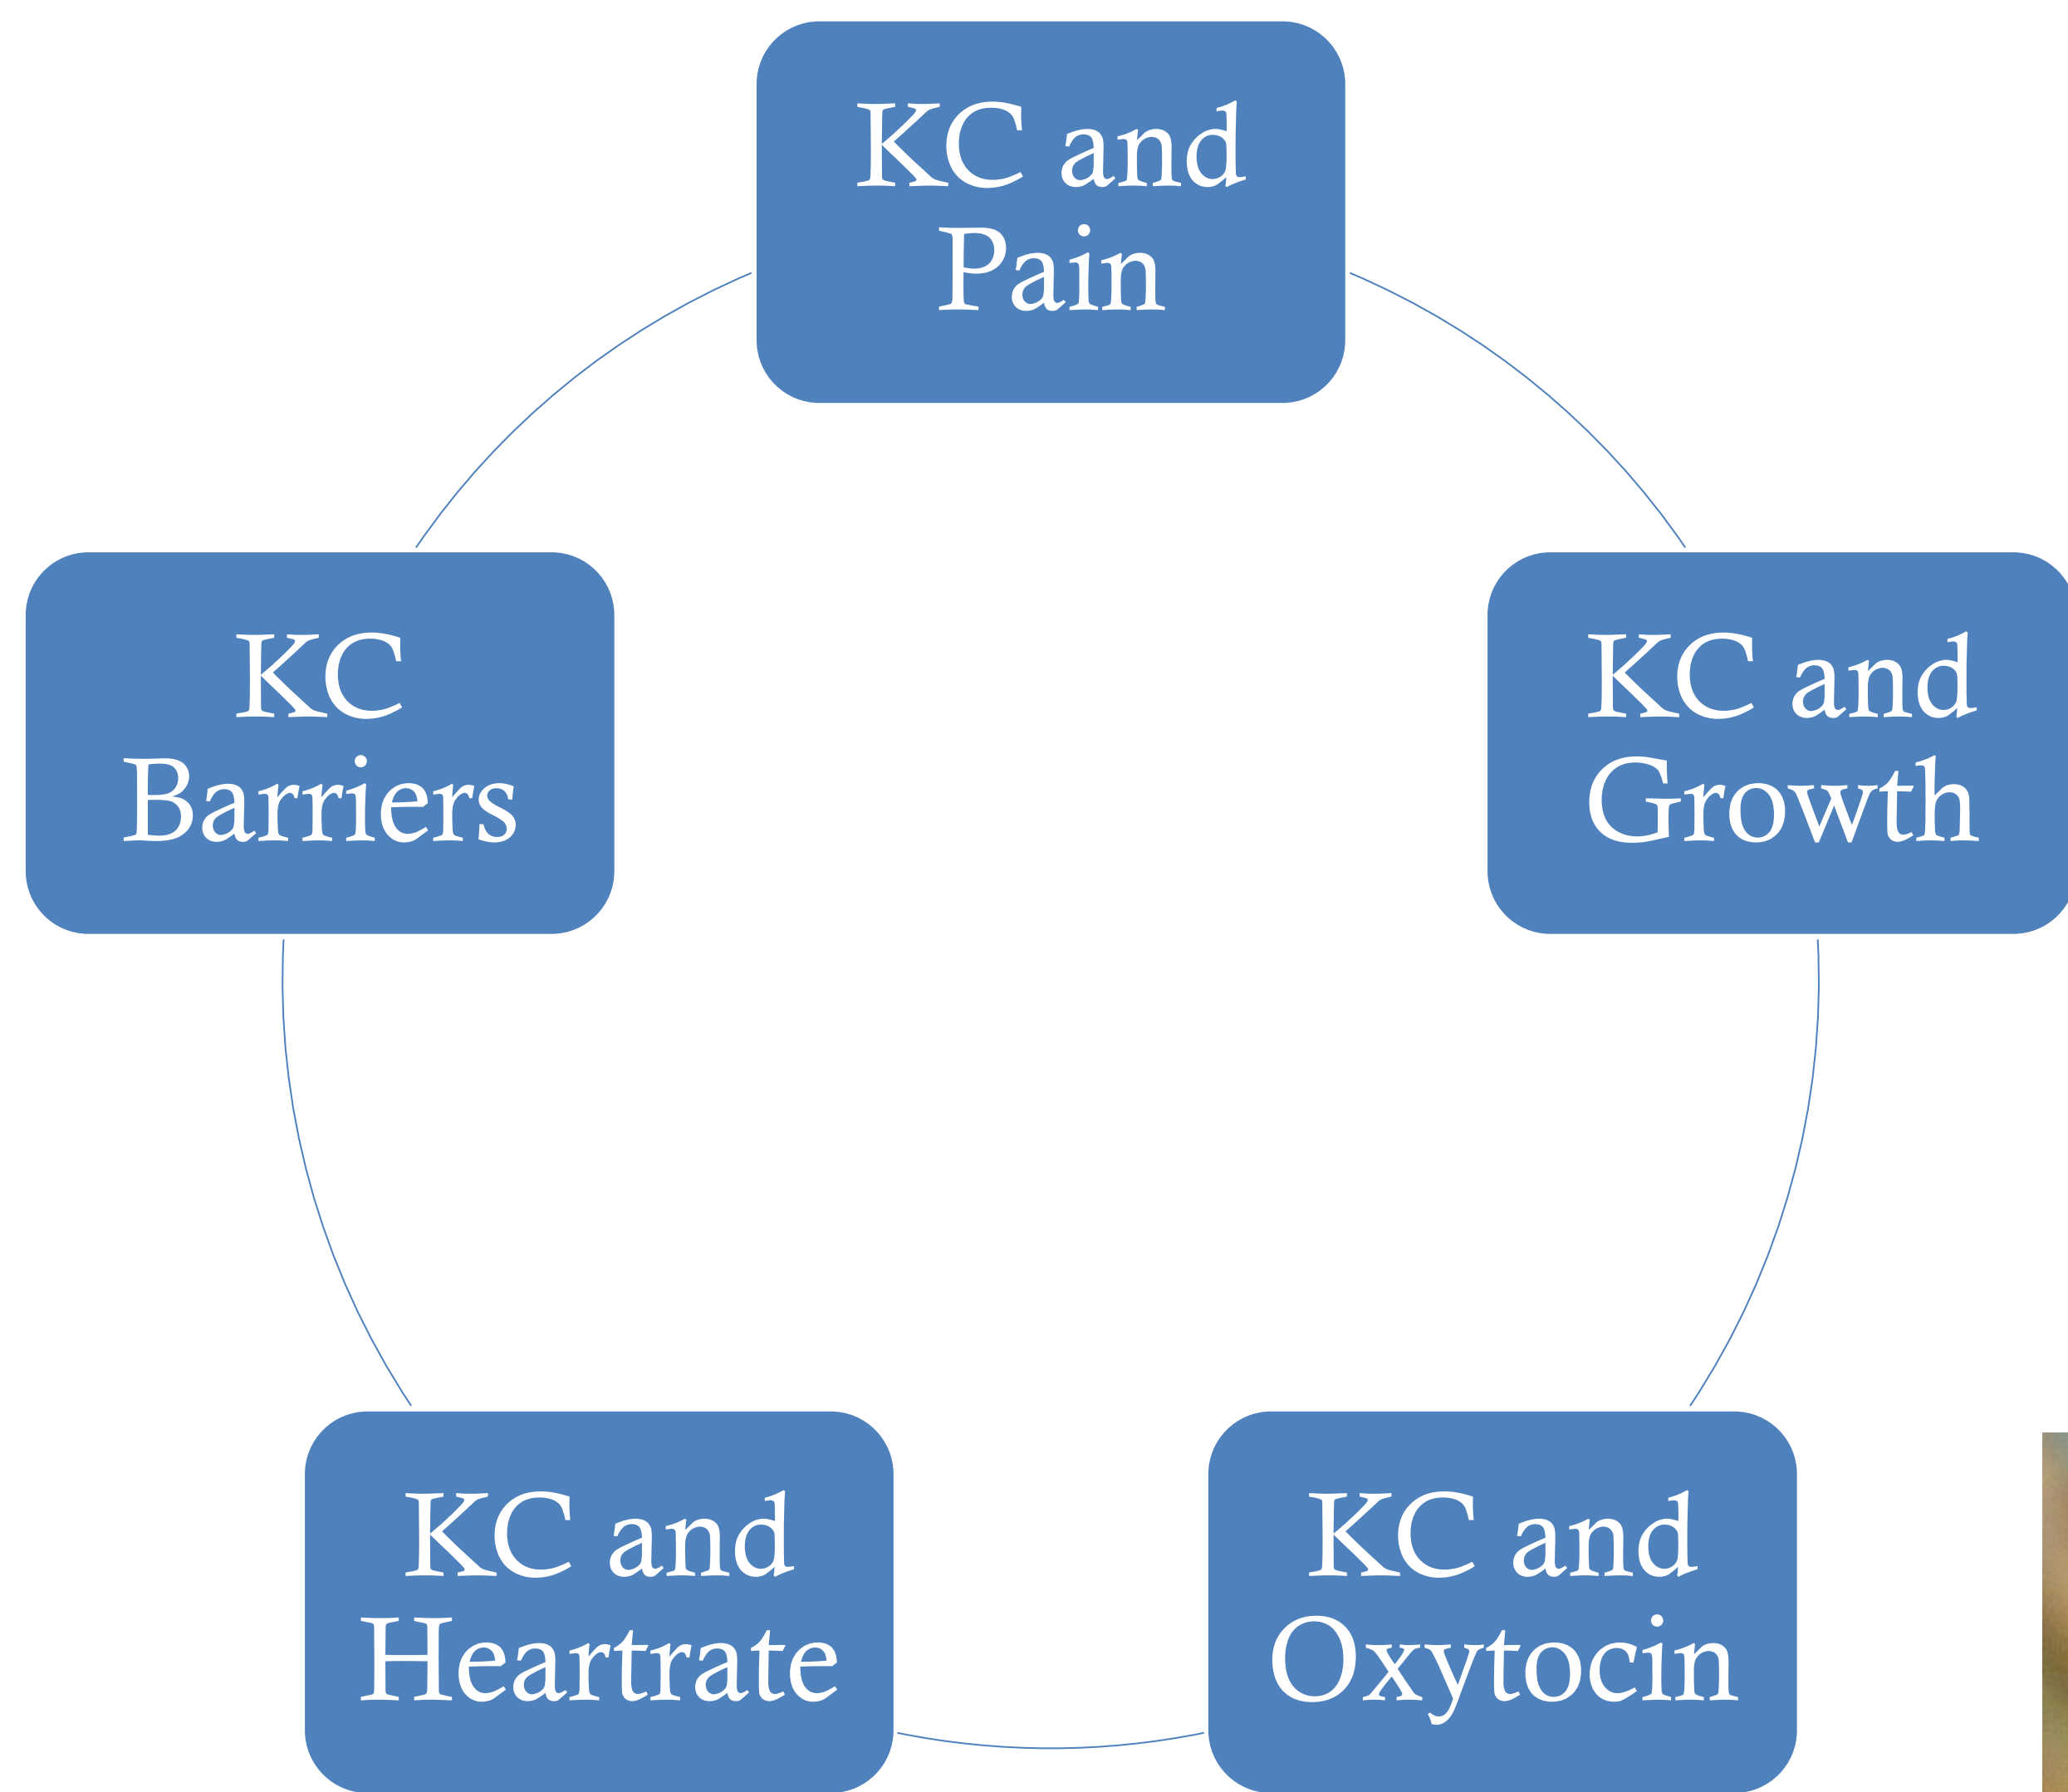 KC and
Pain
KC
Barriers
KC and
Growth
KC and
Heartrate
KC and
Oxytocin